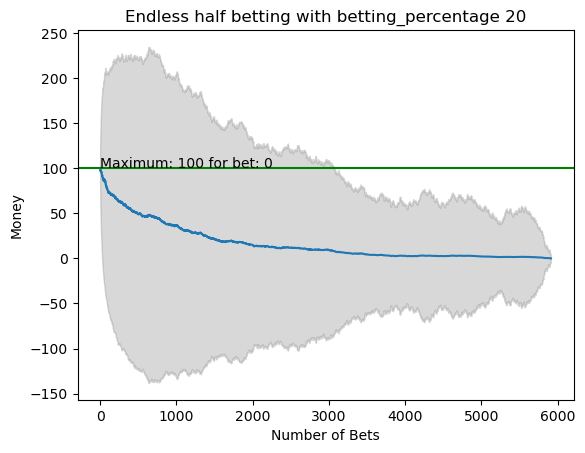 Endless half betting with betting_percentage 20
250
200
150
100
50
0
−50
−100
−150
Money
Maximum: 100 for bet: 0
0 1000 2000 3000 4000 5000 6000
Number of Bets